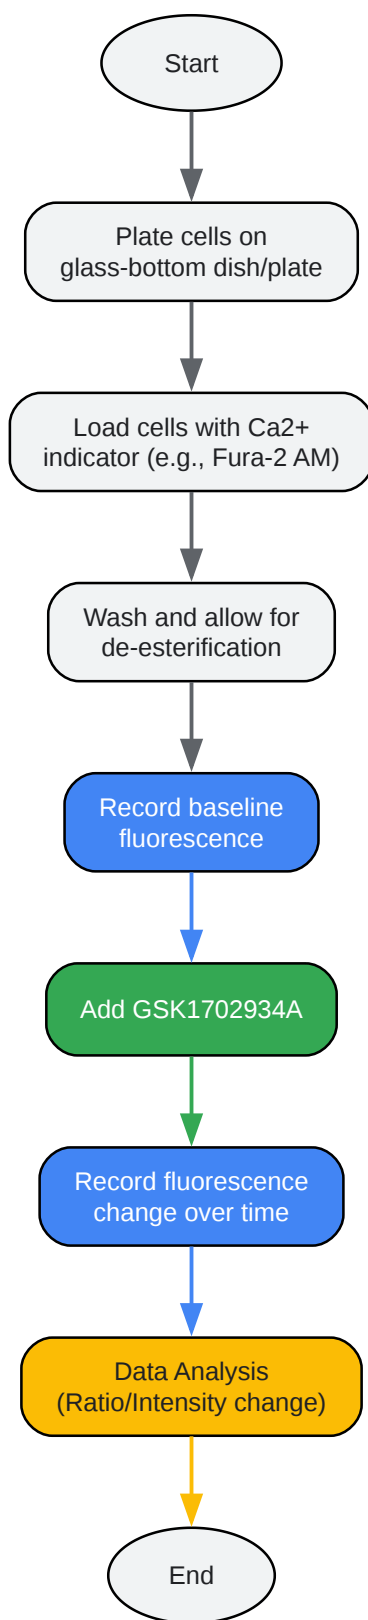 Start
Plate cells on
glass-bottom dish/plate
Load cells with Ca2+
indicator (e.g., Fura-2 AM)
Wash and allow for
de-esterification
Record baseline
fluorescence
Add GSK1702934A
Record fluorescence
change over time
Data Analysis
(Ratio/Intensity change)
End